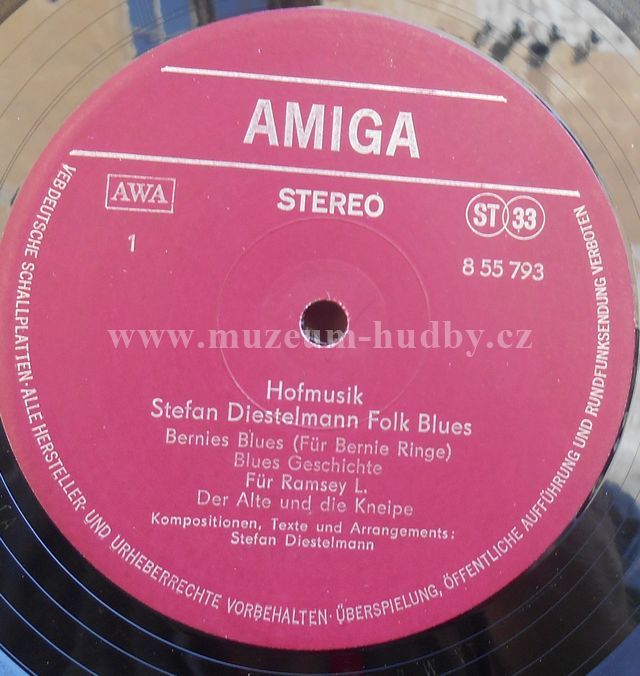 AMIGA
AWA
STEREO
ST 33
1
8 55 793
www.muzeum-hudby.cz
Hofmusik
Stefan Diestelmann Folk Blues
Bernies Blues (Für Bernie Ringe)
Blues Geschichte
Für Ramsey L.
Der Alte und die Kneipe
Kompositionen, Texte und Arrangements:
Stefan Diestelmann
VEB DEUTSCHE SCHALLPLATTEN · ALLE HERSTELLER- UND URHEBERRECHTE VORBEHALTEN · ÜBERSPIELUNG, ÖFFENTLICHE AUFFÜHRUNG UND RUNDFUNKSENDUNG VERBOTEN